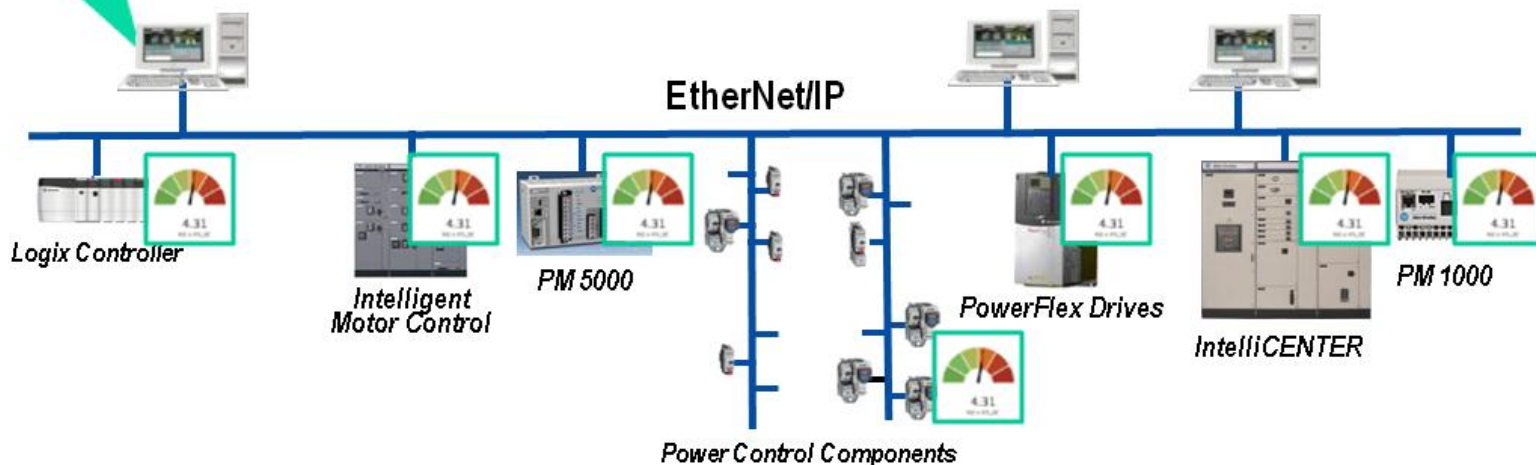 EtherNet/IP
4.31
4.31
4.31
4.31
4.31
4.31
4.31
Logix Controller
Intelligent
Motor Control
PM 5000
PowerFlex Drives
IntelliCENTER
PM 1000
Power Control Components